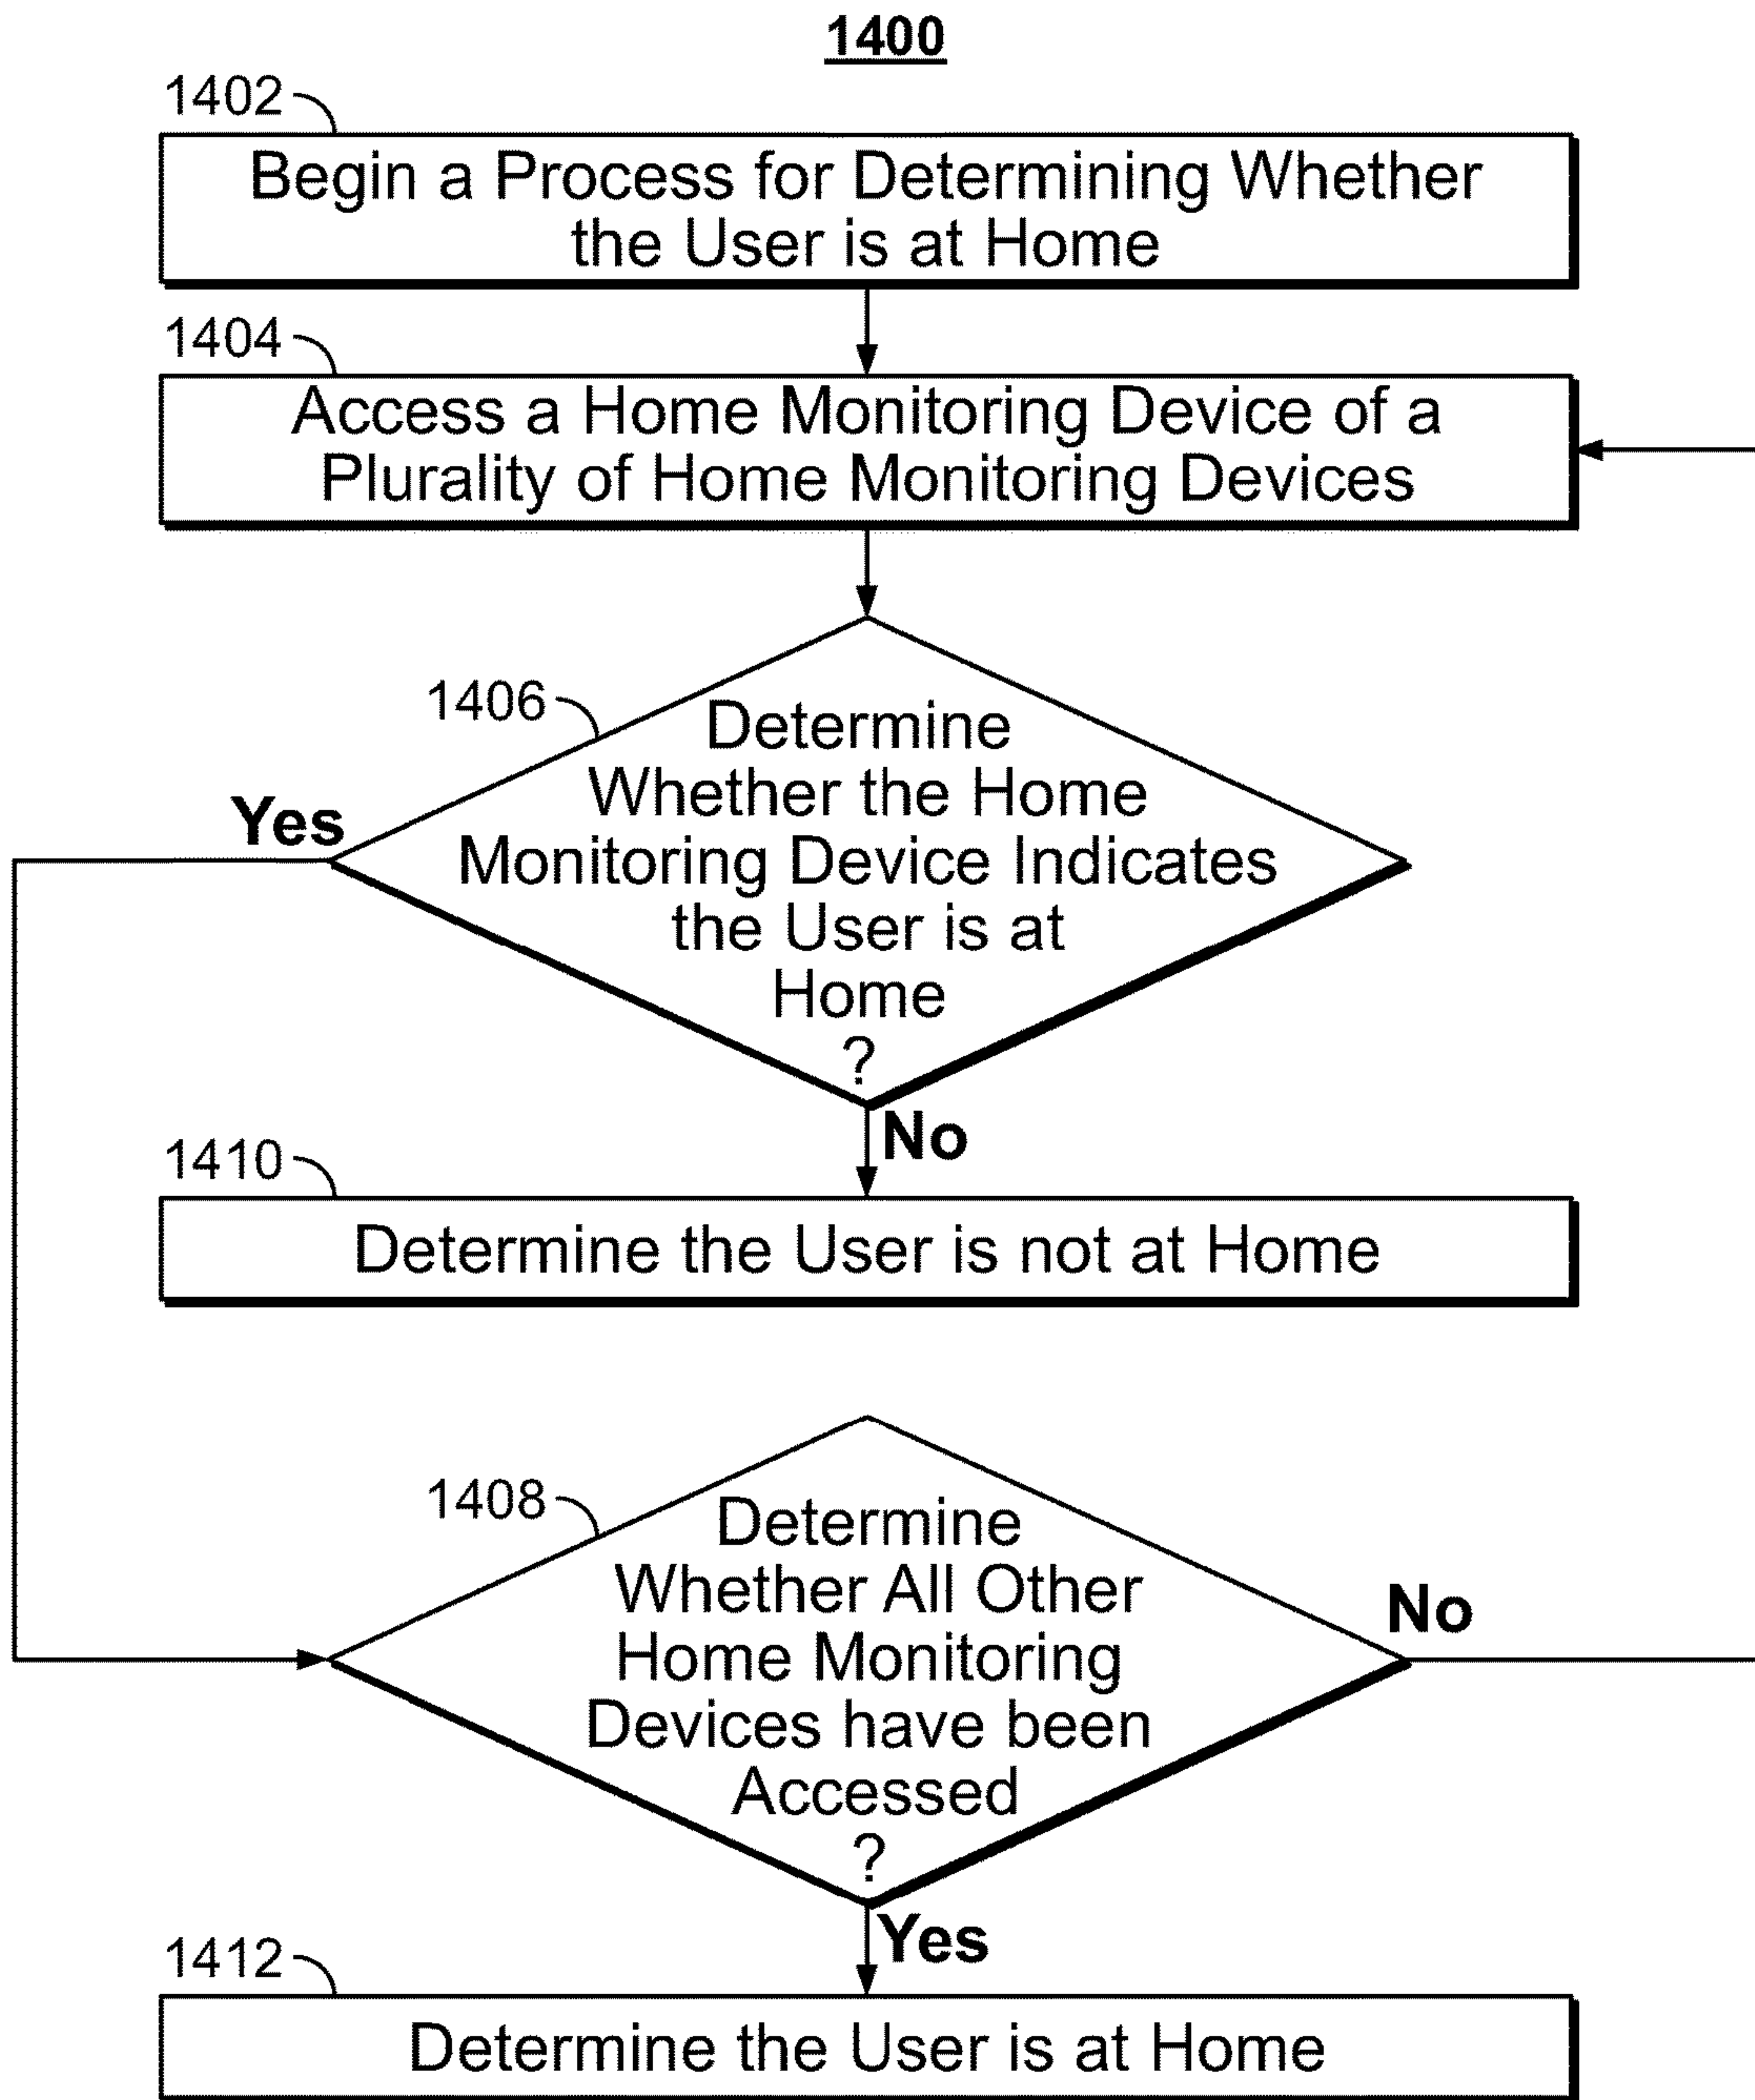 1400
1402
Begin a Process for Determining Whether
the User is at Home
1404
Access a Home Monitoring Device of a
Plurality of Home Monitoring Devices
1406
Determine
Whether the Home
Monitoring Device Indicates
the User is at
Home
?
Yes
No
1410
Determine the User is not at Home
1408
Determine
Whether All Other
Home Monitoring
Devices have been
Accessed
?
No
Yes
1412
Determine the User is at Home